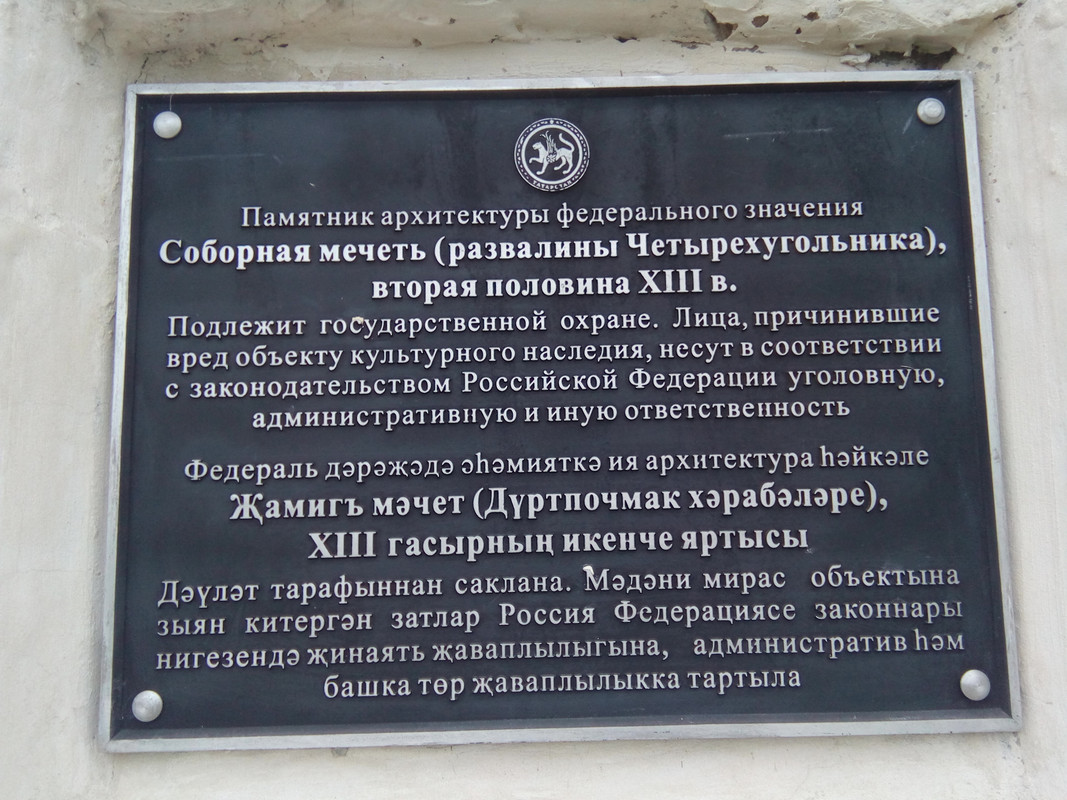 ТАТАРСТАН
Памятник архитектуры федерального значения
Соборная мечеть (развалины Четырехугольника),
вторая половина XIII в.
Подлежит государственной охране. Лица, причинившие
вред объекту культурного наследия, несут в соответствии
с законодательством Российской Федерации уголовную,
административную и иную ответственность
Федераль дәрәҗәдә әһәмияткә ия архитектура һәйкәле
Җамигъ мәчет (Дүртпочмак хәрабәләре),
XIII гасырның икенче яртысы
Дәүләт тарафыннан саклана. Мәдәни мирас объектына
зыян китергән затлар Россия Федерациясе законнары
нигезендә җинаять җаваплылыгына, административ һәм
башка төр җаваплылыкка тартыла